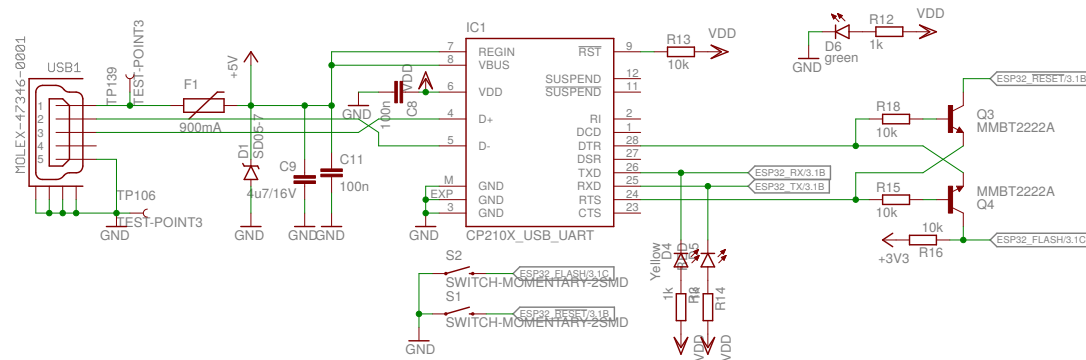 MOLEX-47346-0001
USB1
1
2
3
4
5
TP139
TEST-POINT3
F1
900mA
+5V
D1
SD05-7
C9
4u7/16V
C11
100n
GND
GND
GND
TP106
TEST-POINT3
GND
GND
100n
C8
VDD
IC1
7
REGIN
8
VBUS
6
VDD
4
D+
5
D-
M
GND
EXP
GND
3
GND
GND
CP210X_USB_UART
RST
9
SUSPEND
12
SUSPEND
11
RI
2
DCD
1
DTR
28
DSR
27
TXD
26
RXD
25
RTS
24
CTS
23
R13
10k
VDD
D6
green
GND
R12
1k
VDD
ESP32_RESET/3.1B
R18
10k
Q3
MMBT2222A
ESP32_RX/3.1B
ESP32_TX/3.1B
R15
10k
MMBT2222A
Q4
10k
R16
+3V3
ESP32_FLASH/3.1C
Yellow
D4
D5
1k
R14
VDD
VDD
S2
ESP32_FLASH/3.1C
SWITCH-MOMENTARY-2SMD
S1
ESP32_RESET/3.1B
SWITCH-MOMENTARY-2SMD
GND